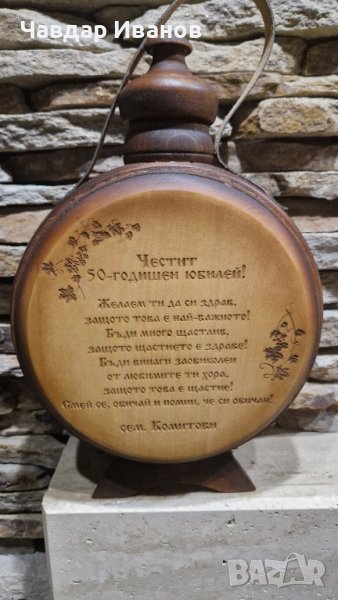 Чавдар Иванов
Честит
50-годишен юбилей!
Желаем ти да си здрав,
защото това е най-важното!
Бъди много щастлив,
защото щастието е здраве!
Бъди винаги заобиколен
от любимите ти хора,
защото това е щастие!
Смей се, обичай и помни, че си обичан!
сем. Комитови
BAZAR